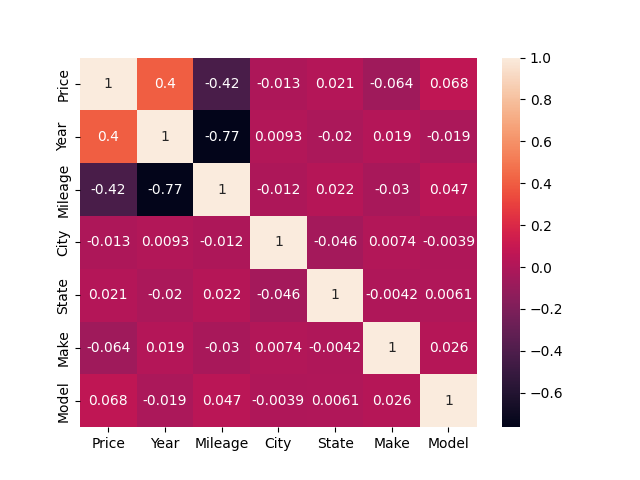 Price 1 0.4 -0.42 -0.013 0.021 -0.064 0.068
Year 0.4 1 -0.77 0.0093 -0.02 0.019 -0.019
Mileage -0.42 -0.77 1 -0.012 0.022 -0.03 0.047
City -0.013 0.0093 -0.012 1 -0.046 0.0074 -0.0039
State 0.021 -0.02 0.022 -0.046 1 -0.0042 0.0061
Make -0.064 0.019 -0.03 0.0074 -0.0042 1 0.026
Model 0.068 -0.019 0.047 -0.0039 0.0061 0.026 1
Price Year Mileage City State Make Model
1.0
0.8
0.6
0.4
0.2
0.0
−0.2
−0.4
−0.6